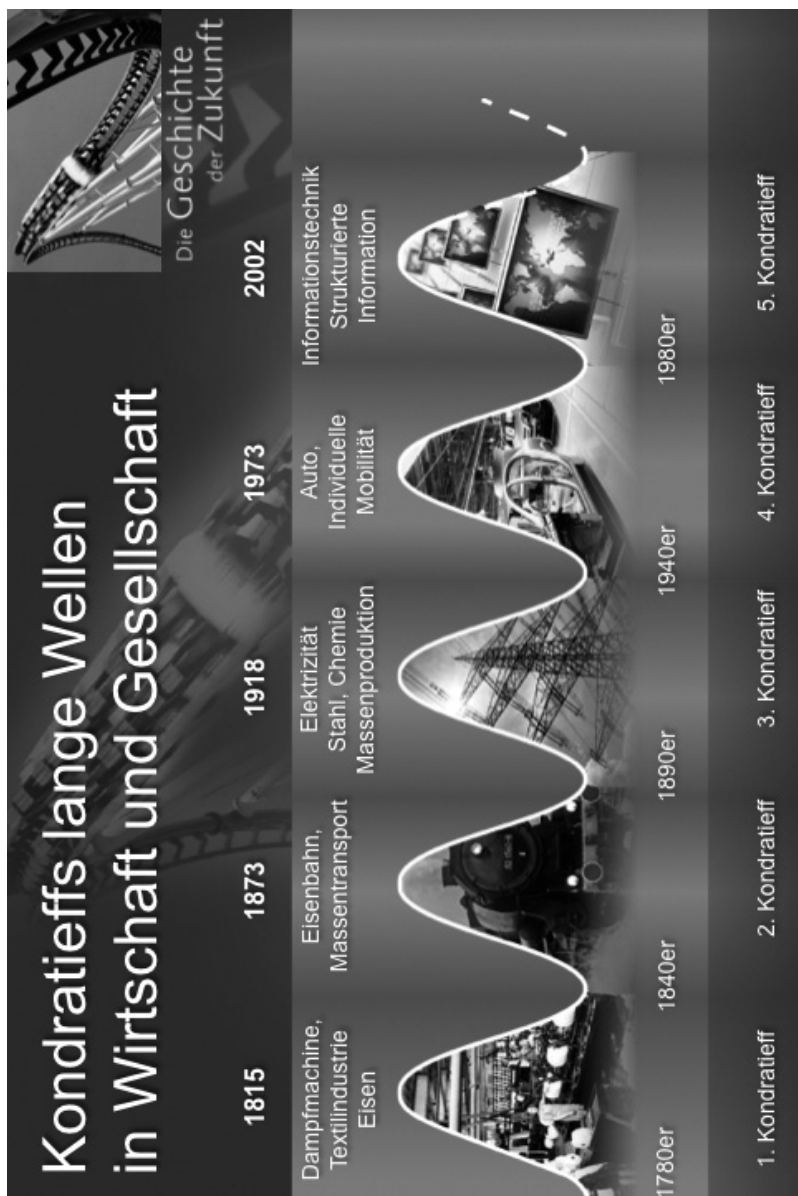 Kondratieffs lange Wellen
in Wirtschaft und Gesellschaft
Die Geschichte
der Zukunft
1815
1873
1918
1973
2002
Dampfmachine,
Textilindustrie
Eisen
Eisenbahn,
Massentransport
Elektrizität
Stahl, Chemie
Massenproduktion
Auto,
Individuelle
Mobilität
Informationstechnik
Strukturierte
Information
1780er
1840er
1890er
1940er
1980er
1. Kondratieff
2. Kondratieff
3. Kondratieff
4. Kondratieff
5. Kondratieff